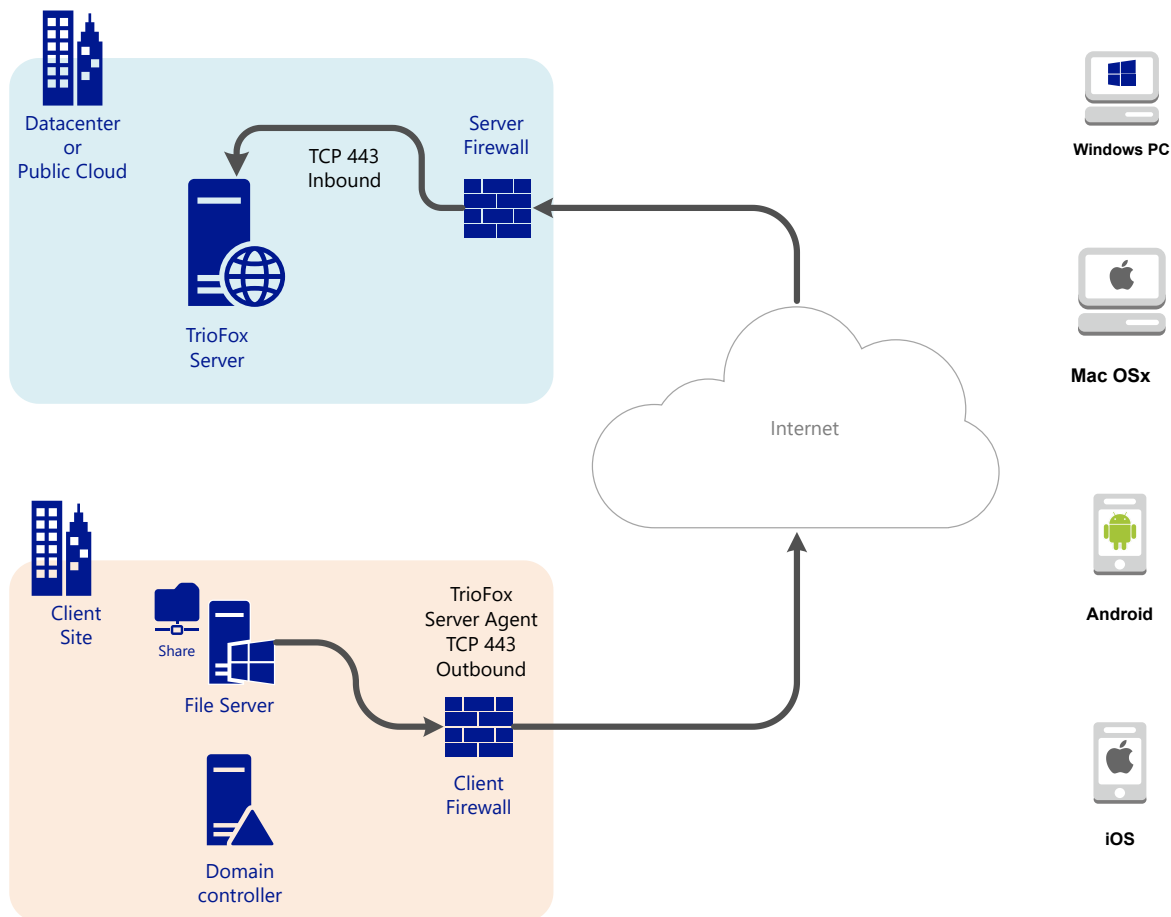 Datacenter
or
Public Cloud
TCP 443
Inbound
Server
Firewall
TrioFox
Server
Internet
Client
Site
Share
File Server
TrioFox
Server Agent
TCP 443
Outbound
Client
Firewall
Domain
controller
Windows PC
Mac OSx
Android
iOS